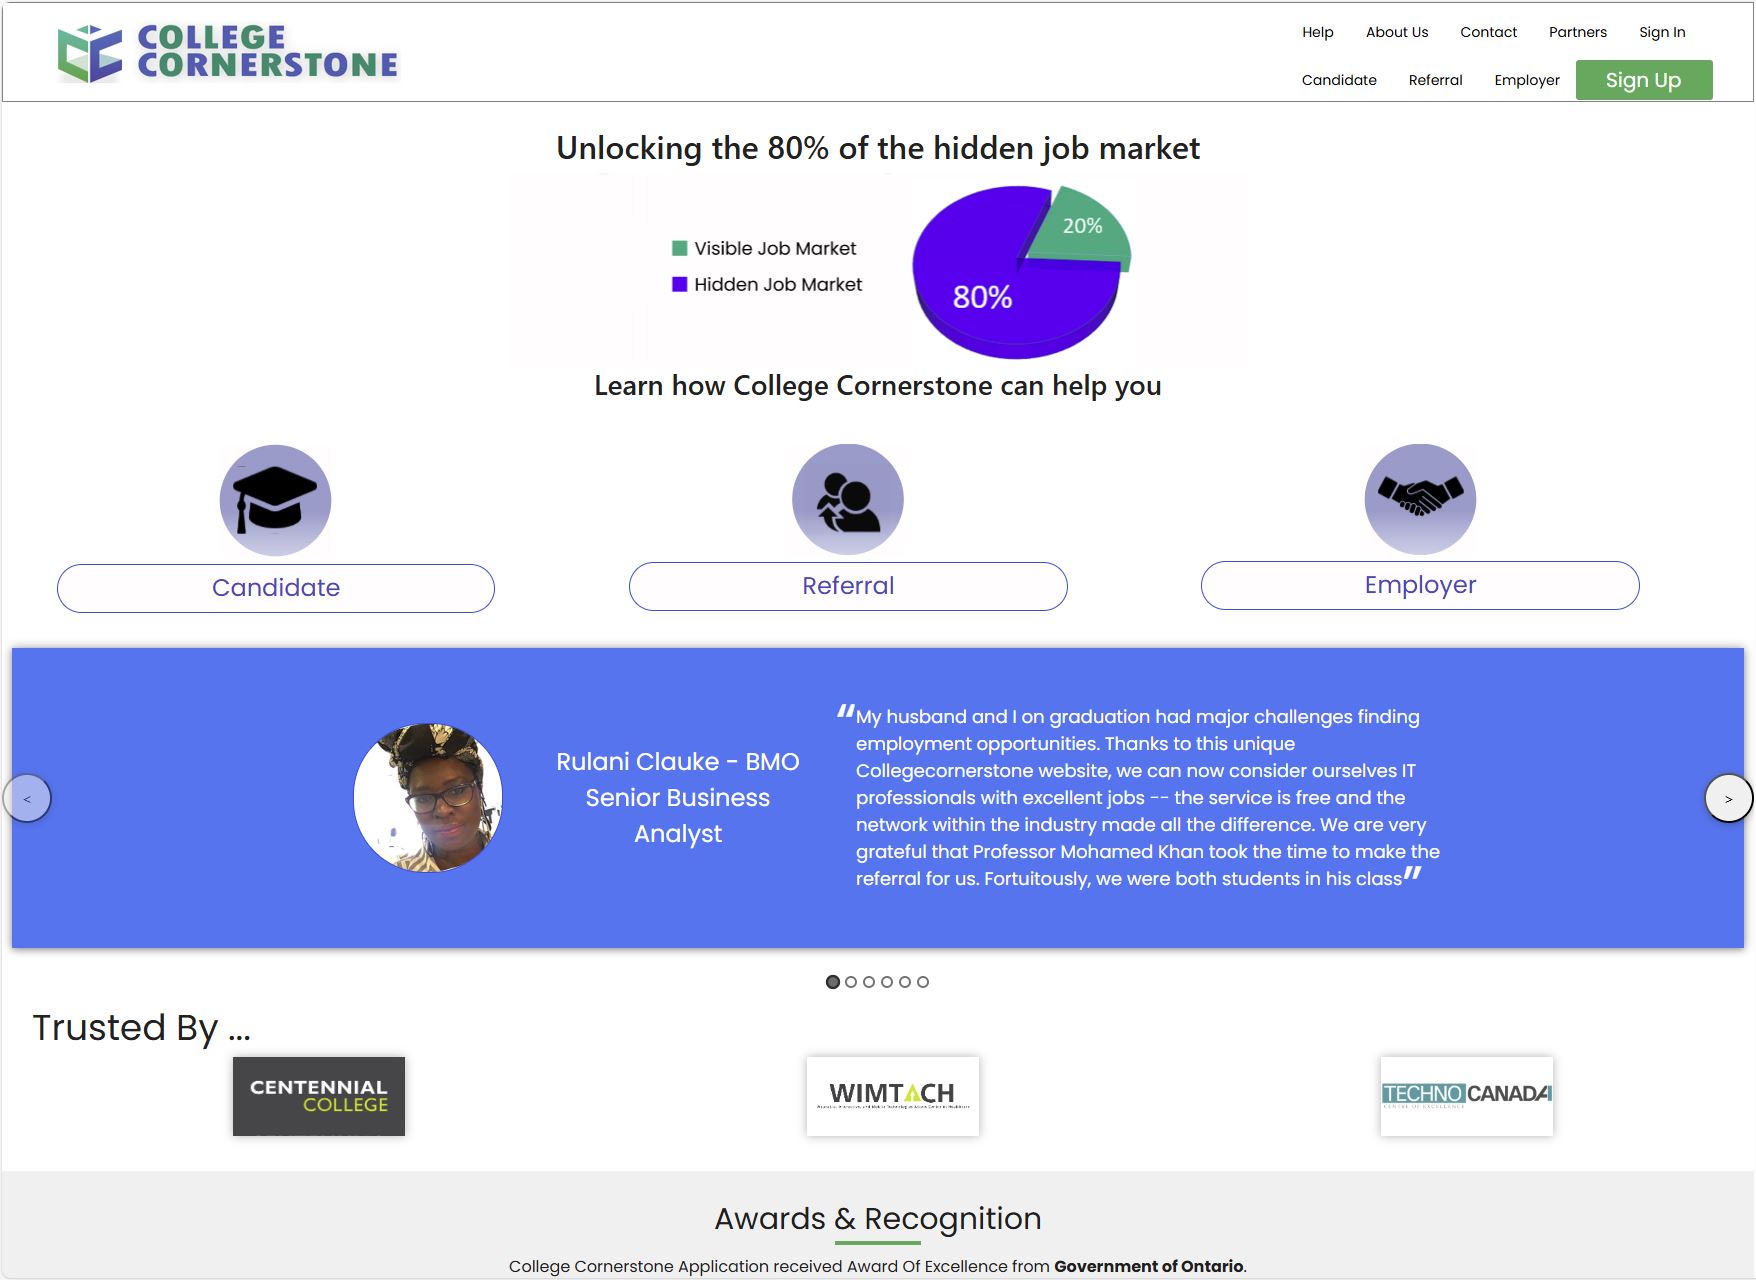 COLLEGE
CORNERSTONE
Help About Us Contact Partners Sign In
Candidate Referral Employer Sign Up
Unlocking the 80% of the hidden job market
Visible Job Market
Hidden Job Market
20%
80%
Learn how College Cornerstone can help you
Candidate
Referral
Employer
<
Rulani Clauke - BMO
Senior Business
Analyst
“My husband and I on graduation had major challenges finding
employment opportunities. Thanks to this unique
Collegecornerstone website, we can now consider ourselves IT
professionals with excellent jobs -- the service is free and the
network within the industry made all the difference. We are very
grateful that Professor Mohamed Khan took the time to make the
referral for us. Fortuitously, we were both students in his class”
>
Trusted By ...
CENTENNIAL
COLLEGE
WIMTACH
TECHNO CANADA
CENTRE OF EXCELLENCE
Awards & Recognition
College Cornerstone Application received Award Of Excellence from Government of Ontario.